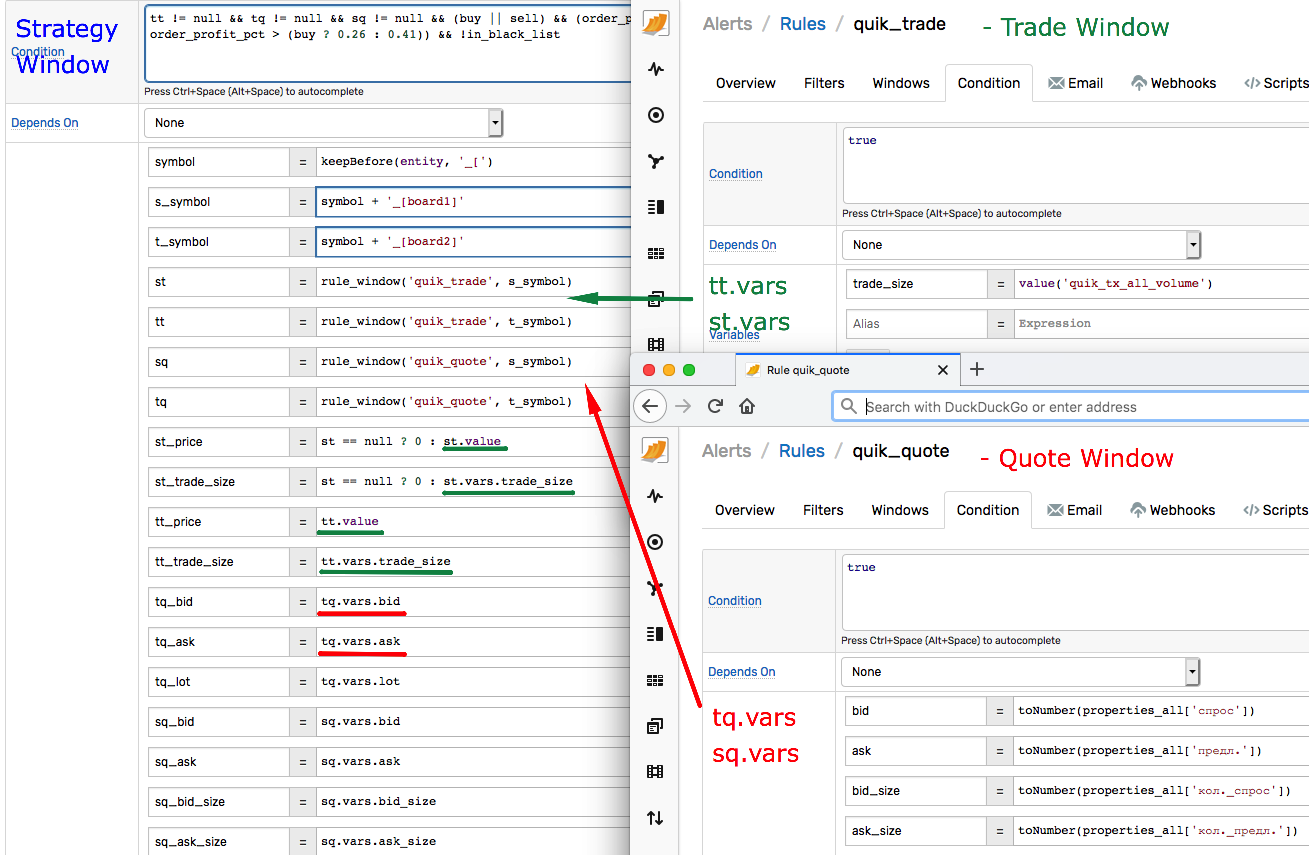 Strategy
Window
Condition
tt != null && tq != null && sq != null && (buy || sell) && (order_p
order_profit_pct > (buy ? 0.26 : 0.41)) && !in_black_list
Press Ctrl+Space (Alt+Space) to autocomplete
Depends On
None
symbol = keepBefore(entity, '_[')
s_symbol = symbol + '_[board1]'
t_symbol = symbol + '_[board2]'
st = rule_window('quik_trade', s_symbol)
tt = rule_window('quik_trade', t_symbol)
sq = rule_window('quik_quote', s_symbol)
tq = rule_window('quik_quote', t_symbol)
st_price = st == null ? 0 : st.value
st_trade_size = st == null ? 0 : st.vars.trade_size
tt_price = tt.value
tt_trade_size = tt.vars.trade_size
tq_bid = tq.vars.bid
tq_ask = tq.vars.ask
tq_lot = tq.vars.lot
sq_bid = sq.vars.bid
sq_ask = sq.vars.ask
sq_bid_size = sq.vars.bid_size
sq_ask_size = sq.vars.ask_size
Alerts / Rules / quik_trade - Trade Window
Overview Filters Windows Condition Email Webhooks </> Scripts
Condition
true
Press Ctrl+Space (Alt+Space) to autocomplete
Depends On
None
tt.vars
st.vars
Variables
trade_size = value('quik_tx_all_volume')
Alias = Expression
Rule quik_quote
Search with DuckDuckGo or enter address
Alerts / Rules / quik_quote - Quote Window
Overview Filters Windows Condition Email Webhooks </> Scripts
Condition
true
Press Ctrl+Space (Alt+Space) to autocomplete
Depends On
None
tq.vars
sq.vars
bid = toNumber(properties_all['спрос'])
ask = toNumber(properties_all['предл.'])
bid_size = toNumber(properties_all['кол._спрос'])
ask_size = toNumber(properties_all['кол._предл.'])